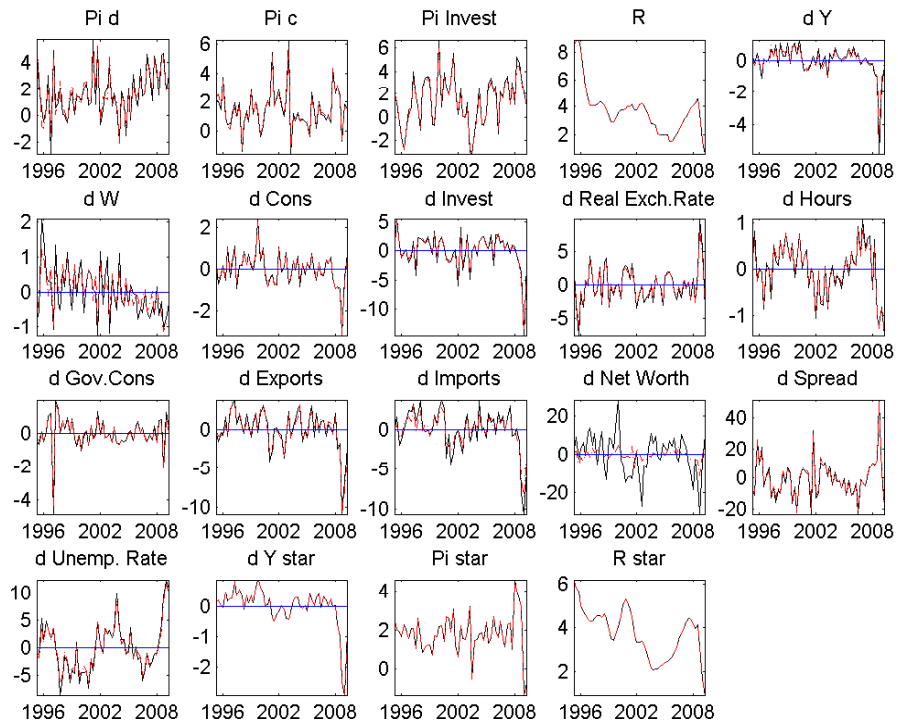 Pi d
Pi c
Pi Invest
R
d Y
4
2
0
-2
1996 2002 2008
6
4
2
0
1996 2002 2008
4
2
0
-2
1996 2002 2008
8
6
4
2
1996 2002 2008
0
-2
-4
1996 2002 2008
d W
d Cons
d Invest
d Real Exch.Rate
d Hours
2
1
0
-1
1996 2002 2008
2
0
-2
1996 2002 2008
5
0
-5
-10
1996 2002 2008
5
0
-5
1996 2002 2008
1
0
-1
1996 2002 2008
d Gov.Cons
d Exports
d Imports
d Net Worth
d Spread
2
0
-2
-4
1996 2002 2008
0
-5
-10
1996 2002 2008
0
-5
-10
1996 2002 2008
20
0
-20
1996 2002 2008
40
20
0
-20
1996 2002 2008
d Unemp. Rate
d Y star
Pi star
R star
10
5
0
-5
1996 2002 2008
0
-1
-2
1996 2002 2008
4
2
0
1996 2002 2008
6
4
2
1996 2002 2008